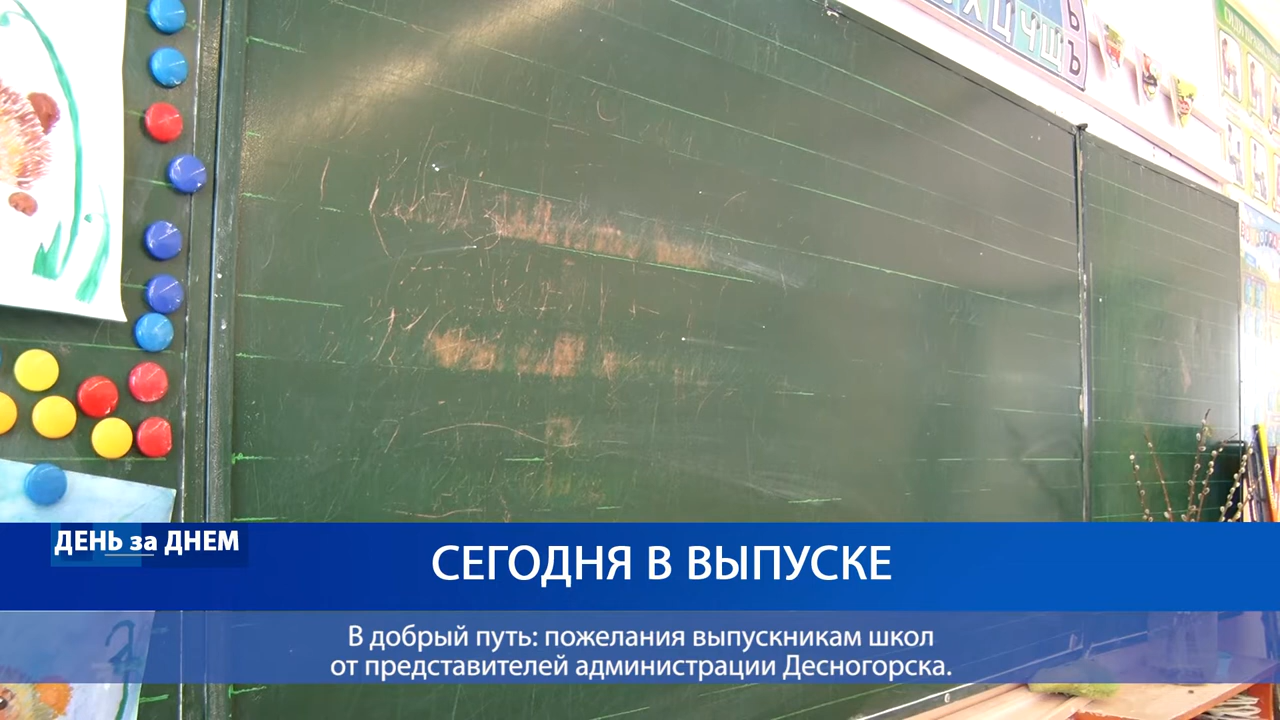 Х Ц Ч Щ
Ь
Ъ
ДЕНЬ за ДНЕМ
СЕГОДНЯ В ВЫПУСКЕ
В добрый путь: пожелания выпускникам школ
от представителей администрации Десногорска.